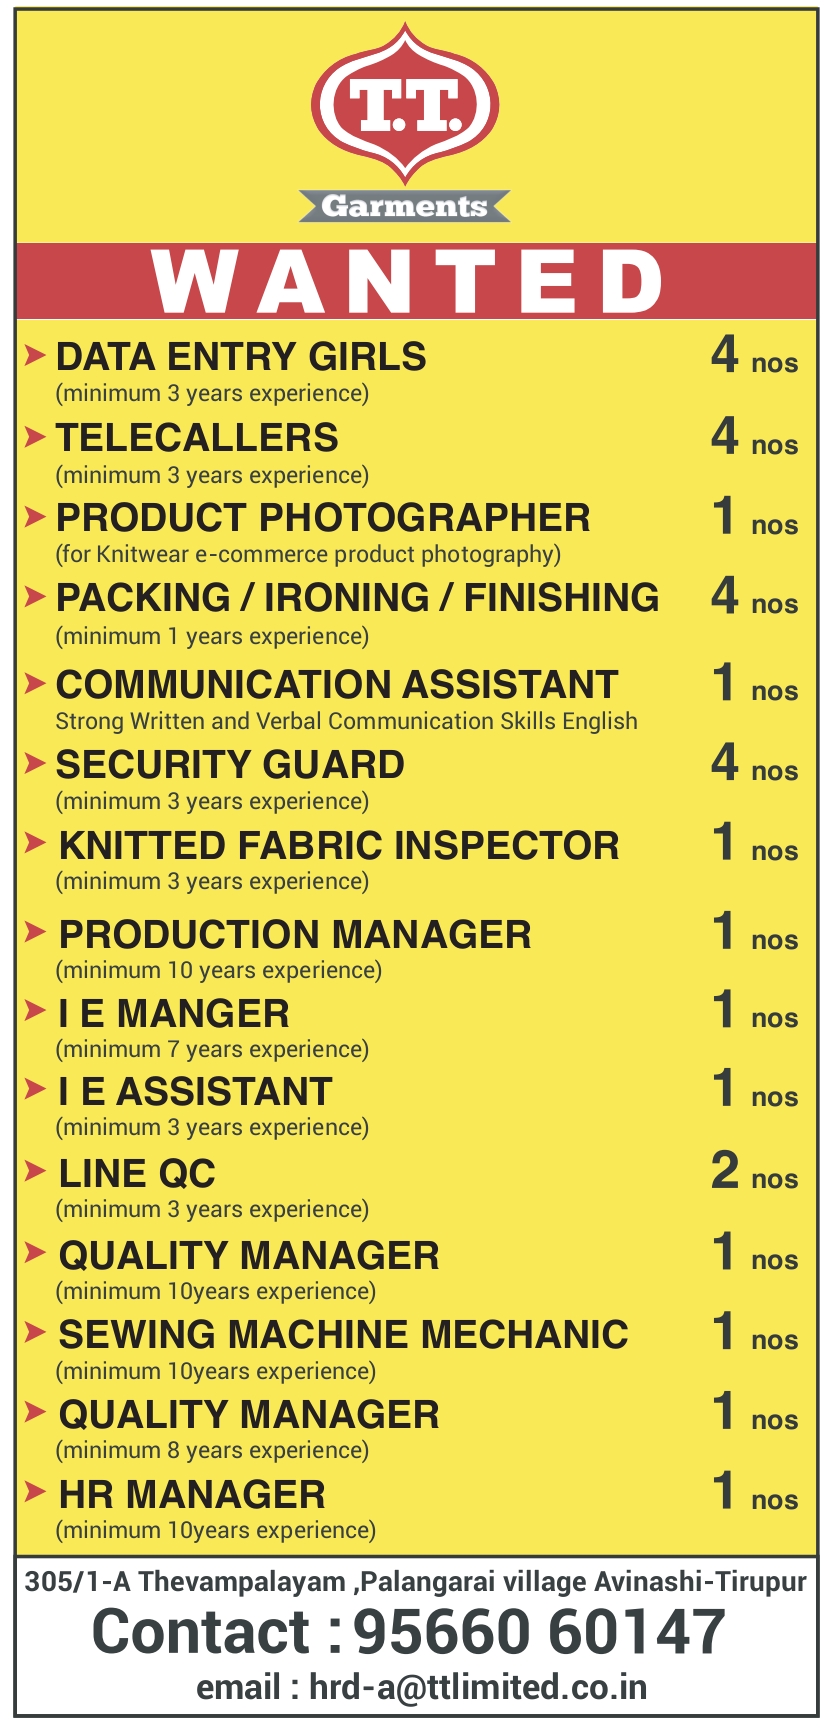 T.T.
Garments
WANTED
➤ DATA ENTRY GIRLS 4 nos
(minimum 3 years experience)
➤ TELECALLERS 4 nos
(minimum 3 years experience)
➤ PRODUCT PHOTOGRAPHER 1 nos
(for Knitwear e-commerce product photography)
➤ PACKING / IRONING / FINISHING 4 nos
(minimum 1 years experience)
➤ COMMUNICATION ASSISTANT 1 nos
Strong Written and Verbal Communication Skills English
➤ SECURITY GUARD 4 nos
(minimum 3 years experience)
➤ KNITTED FABRIC INSPECTOR 1 nos
(minimum 3 years experience)
➤ PRODUCTION MANAGER 1 nos
(minimum 10 years experience)
➤ I E MANGER 1 nos
(minimum 7 years experience)
➤ I E ASSISTANT 1 nos
(minimum 3 years experience)
➤ LINE QC 2 nos
(minimum 3 years experience)
➤ QUALITY MANAGER 1 nos
(minimum 10years experience)
➤ SEWING MACHINE MECHANIC 1 nos
(minimum 10years experience)
➤ QUALITY MANAGER 1 nos
(minimum 8 years experience)
➤ HR MANAGER 1 nos
(minimum 10years experience)
305/1-A Thevampalayam ,Palangarai village Avinashi-Tirupur
Contact : 95660 60147
email : hrd-a@ttlimited.co.in